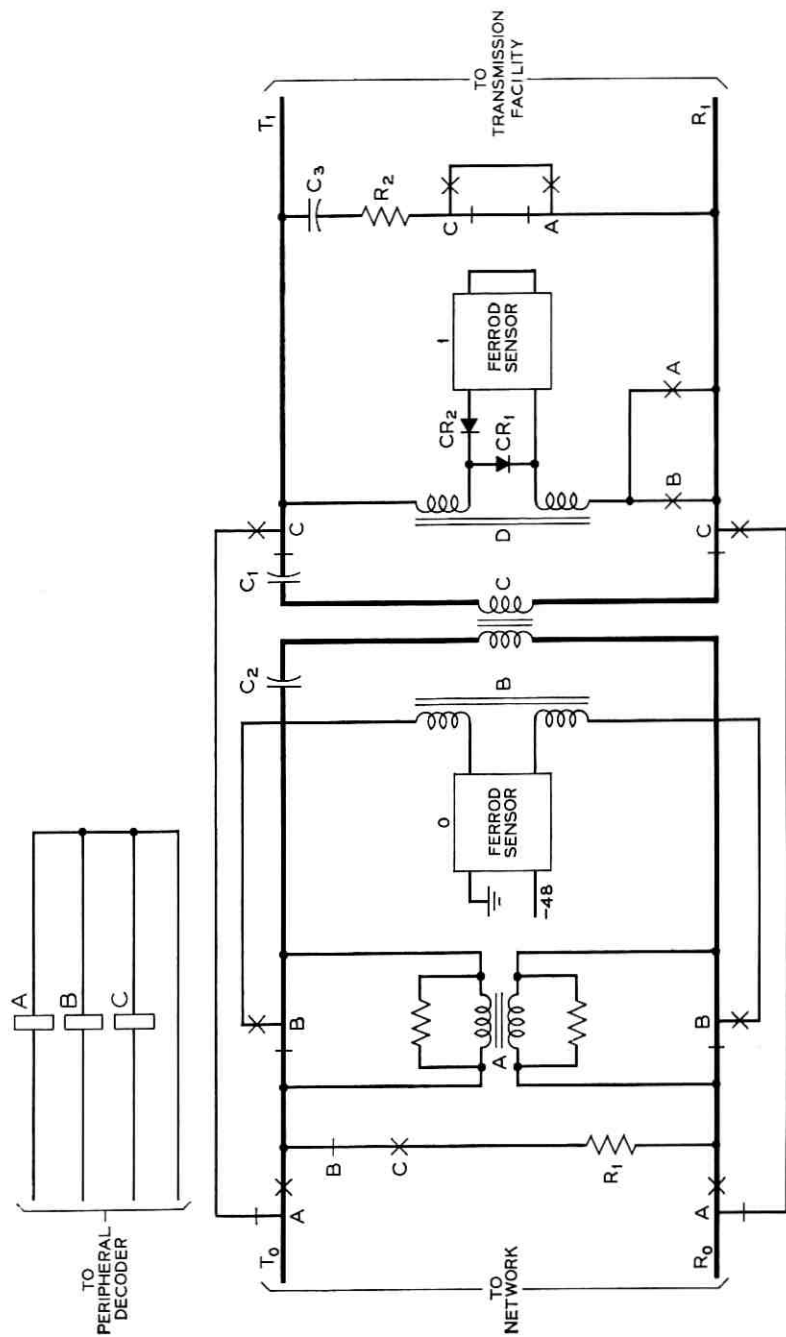 A
B
C
TO
PERIPHERAL
DECODER
T₀
A
B
C₂
C₁
C
T₁
B
C
R₁
A
0
FERROD
SENSOR
-48
B
C
D
CR₂
CR₁
1
FERROD
SENSOR
C₃
R₂
C
A
B
A
TO
NETWORK
TO
TRANSMISSION
FACILITY
R₀
A
B
C
R₁